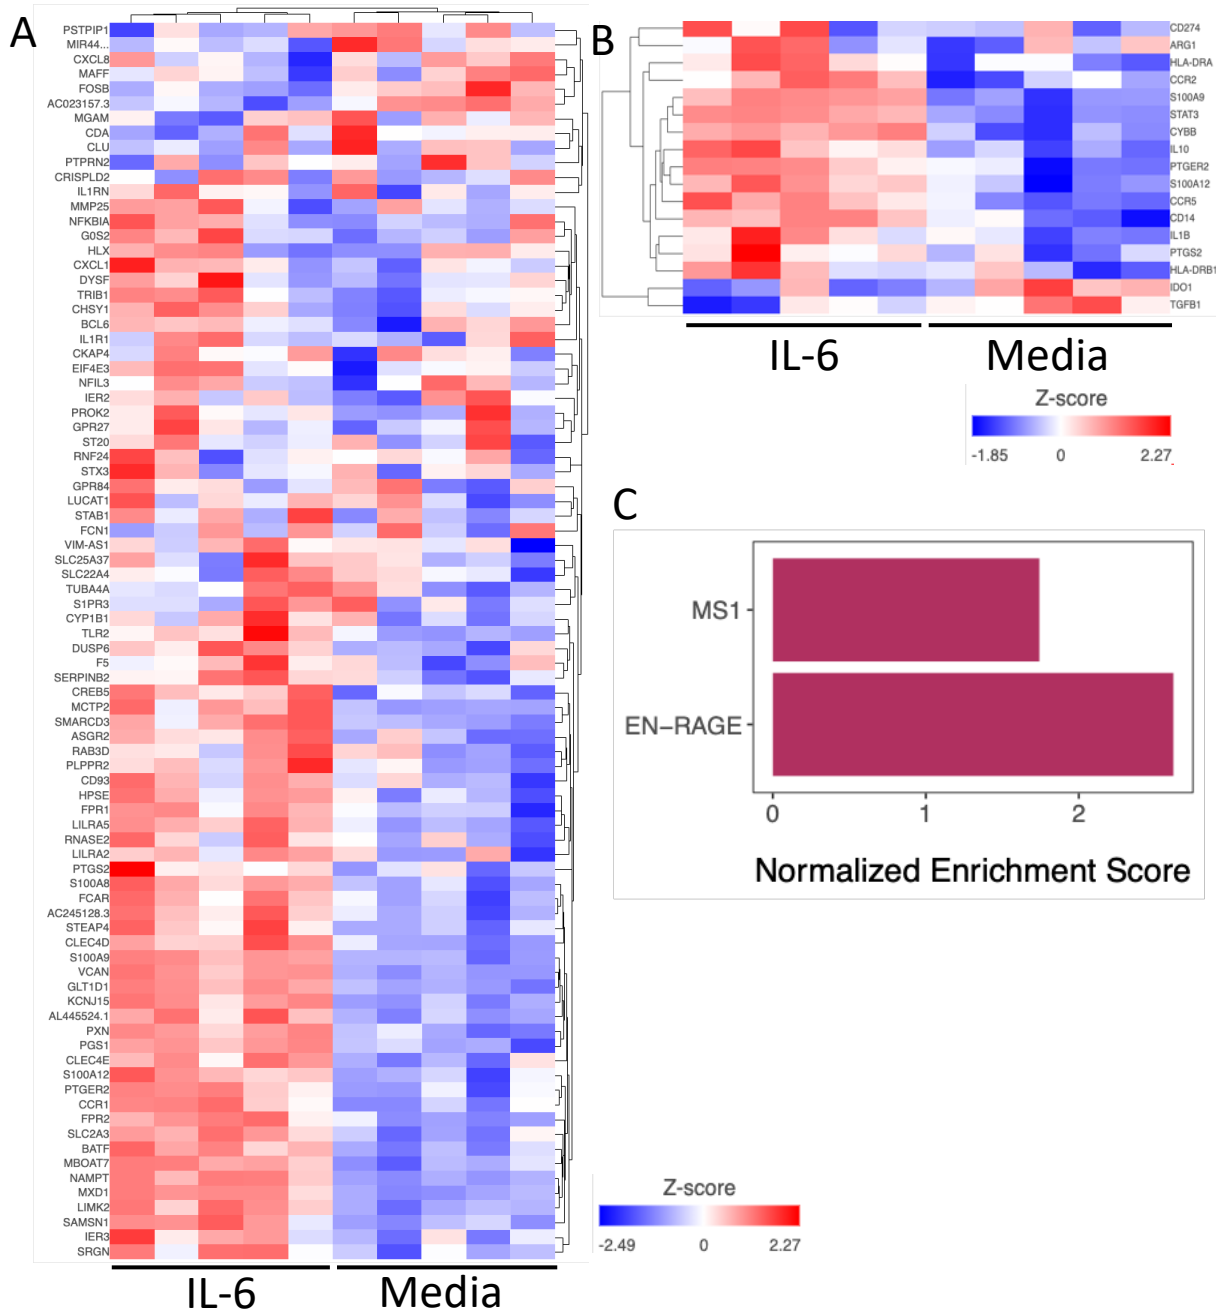 A
PSTPIP1
MIR44...
CXCL8
MAFF
FOSB
AC023157.3
MGAM
CDA
CLU
PTPRN2
CRISPLD2
IL1RN
MMP25
NFKBIA
G0S2
HLX
CXCL1
DYSF
TRIB1
CHSY1
BCL6
IL1R1
CKAP4
EIF4E3
NFIL3
IER2
PROK2
GPR27
ST20
RNF24
STX3
GPR84
LUCAT1
STAB1
FCN1
VIM-AS1
SLC25A37
SLC22A4
TUBA4A
S1PR3
CYP1B1
TLR2
DUSP6
F5
SERPINB2
CREB5
MCTP2
SMARCD3
ASGR2
RAB3D
PLPPR2
CD93
HPSE
FPR1
LILRA5
RNASE2
LILRA2
PTGS2
S100A8
FCAR
AC245128.3
STEAP4
CLEC4D
S100A9
VCAN
GLT1D1
KCNJ15
AL445524.1
PXN
PGS1
CLEC4E
S100A12
PTGER2
CCR1
FPR2
SLC2A3
BATF
MBOAT7
NAMPT
MXD1
LIMK2
SAMSN1
IER3
SRGN
IL-6 Media
Z-score
-2.49 0 2.27
B
CD274
ARG1
HLA-DRA
CCR2
S100A9
STAT3
CYBB
IL10
PTGER2
S100A12
CCR5
CD14
IL1B
PTGS2
HLA-DRB1
IDO1
TGFB1
IL-6 Media
Z-score
-1.85 0 2.27
C
MS1
EN-RAGE
0 1 2
Normalized Enrichment Score